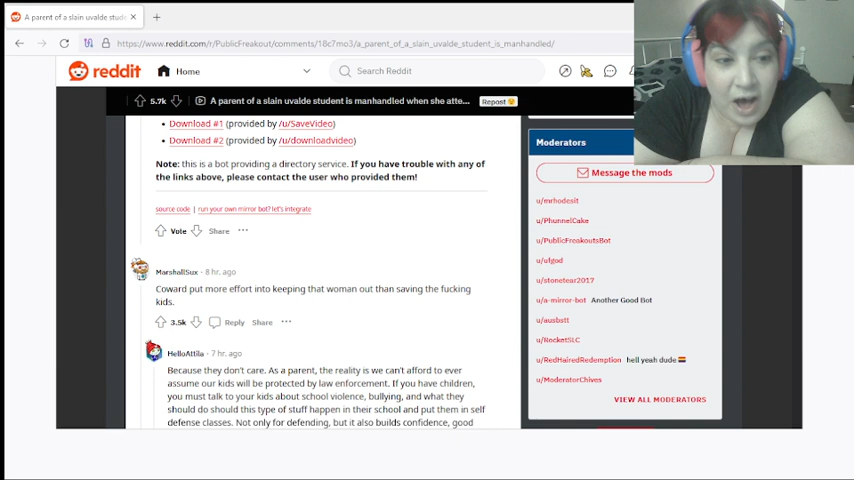 A parent of a slain uvalde stude
https://www.reddit.com/r/PublicFreakout/comments/18c7mo3/a_parent_of_a_slain_uvalde_student_is_manhandled/
reddit
Home
Search Reddit
5.7k
A parent of a slain uvalde student is manhandled when she atte...
Repost
• Download #1 (provided by /u/SaveVideo)
• Download #2 (provided by /u/downloadvideo)
Note: this is a bot providing a directory service. If you have trouble with any of
the links above, please contact the user who provided them!
source code | run your own mirror bot? let's integrate
Vote Share ...
MarshallSux · 8 hr. ago
Coward put more effort into keeping that woman out than saving the fucking
kids.
3.5k Reply Share ...
HelloAttila · 7 hr. ago
Because they don't care. As a parent, the reality is we can't afford to ever
assume our kids will be protected by law enforcement. If you have children,
you must talk to your kids about school violence, bullying, and what they
should do should this type of stuff happen in their school and put them in self
defense classes. Not only for defending, but it also builds confidence, good
Moderators
Message the mods
u/mrhodesit
u/PhunnelCake
u/PublicFreakoutsBot
u/ufgod
u/stonetear2017
u/a-mirror-bot Another Good Bot
u/ausbstt
u/RocketSLC
u/RedHairedRedemption hell yeah dude
u/ModeratorChives
VIEW ALL MODERATORS